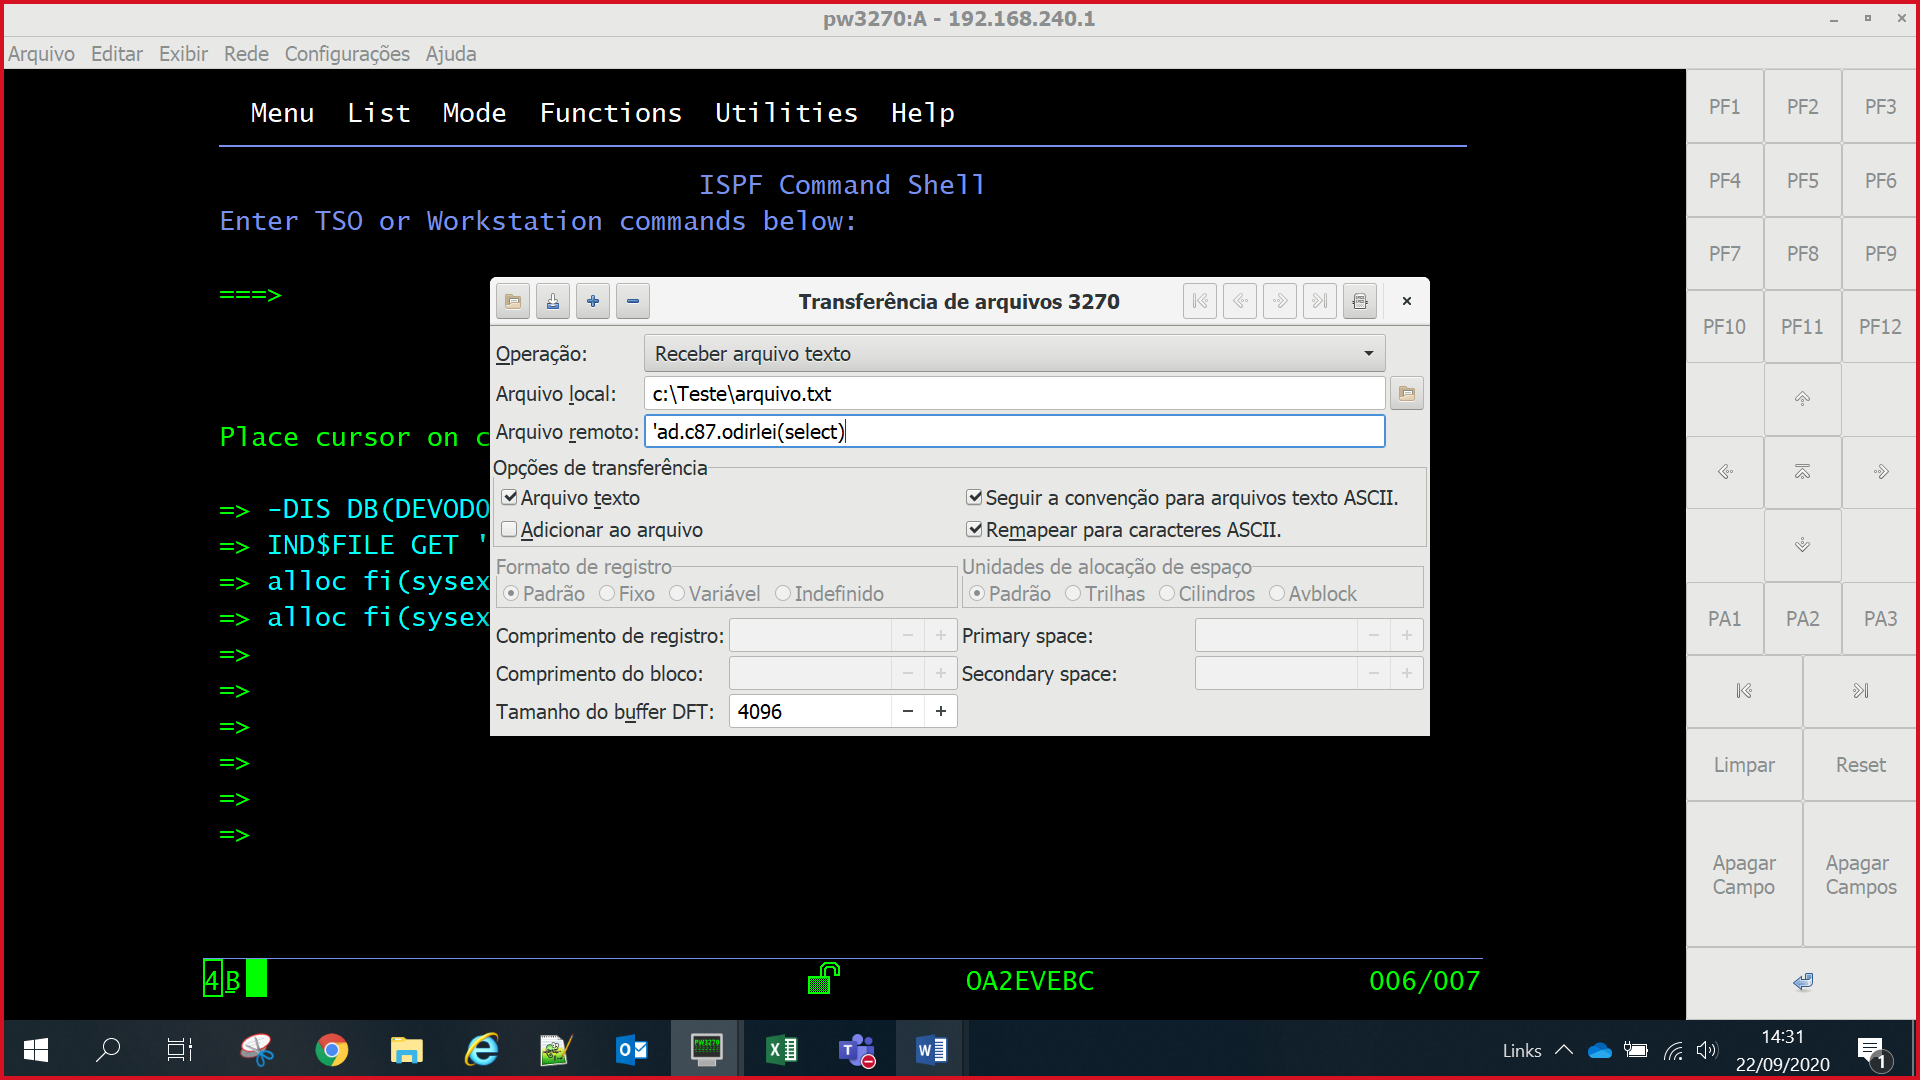 pw3270:A - 192.168.240.1
Arquivo Editar Exibir Rede Configurações Ajuda
Menu List Mode Functions Utilities Help
ISPF Command Shell
Enter TSO or Workstation commands below:
===>
Transferência de arquivos 3270
Operação: Receber arquivo texto
Arquivo local: c:\Teste\arquivo.txt
Arquivo remoto: 'ad.c87.odirlei(select)
Opções de transferência
Arquivo texto Seguir a convenção para arquivos texto ASCII.
Adicionar ao arquivo Remapear para caracteres ASCII.
Formato de registro Unidades de alocação de espaço
Padrão Fixo Variável Indefinido Padrão Trilhas Cilindros Avblock
Comprimento de registro: Primary space:
Comprimento do bloco: Secondary space:
Tamanho do buffer DFT: 4096
Place cursor on c
=> -DIS DB(DEVODO
=> IND$FILE GET '
=> alloc fi(sysex
=> alloc fi(sysex
=>
=>
=>
=>
=>
=>
4 B 0A2EVEBC 006/007
PF1 PF2 PF3
PF4 PF5 PF6
PF7 PF8 PF9
PF10 PF11 PF12
PA1 PA2 PA3
Limpar Reset
Apagar Campo Apagar Campos
PW3270
Links
14:31
22/09/2020
1